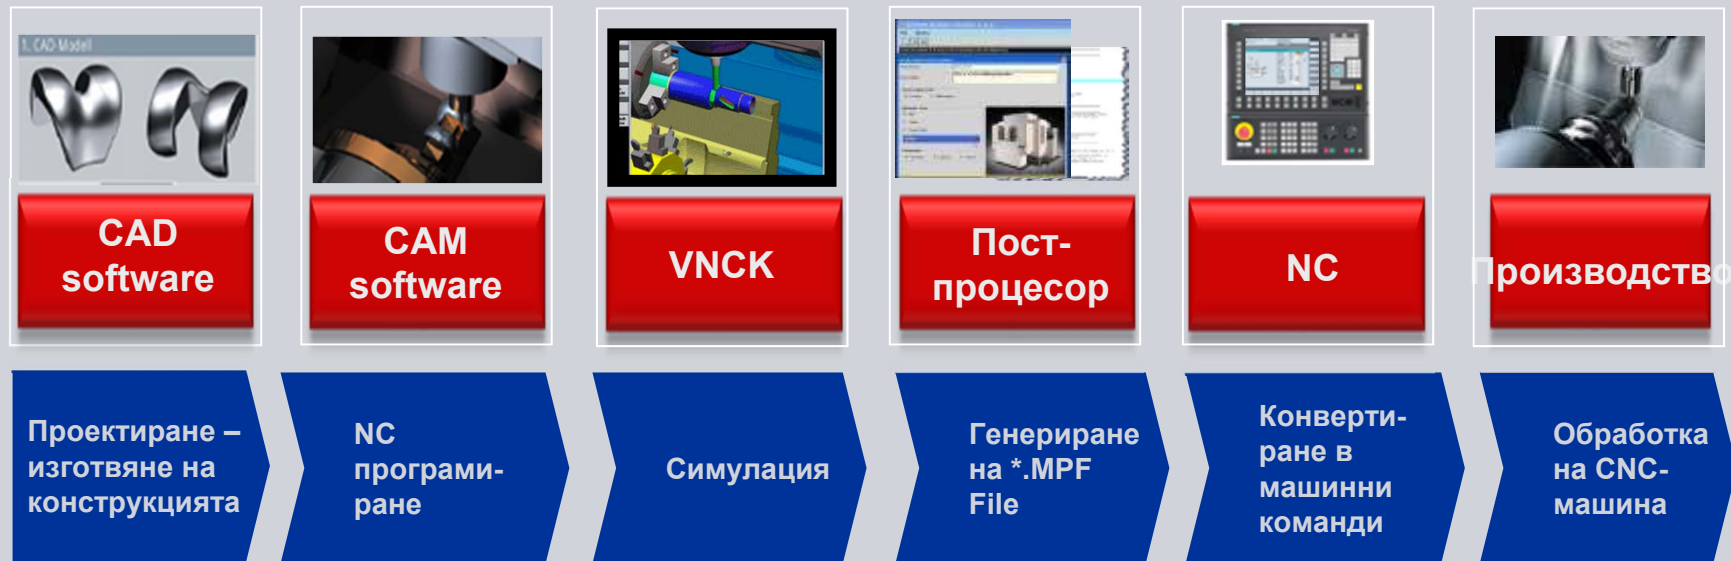 1. CAD Modell
CAD
software
CAM
software
VNCK
Пост-
процесор
NC
Производство
Проектиране –
изготвяне на
конструкцията
NC
програми-
ране
Симулация
Генериране
на *.MPF
File
Конверти-
ране в
машинни
команди
Обработка
на CNC-
машина